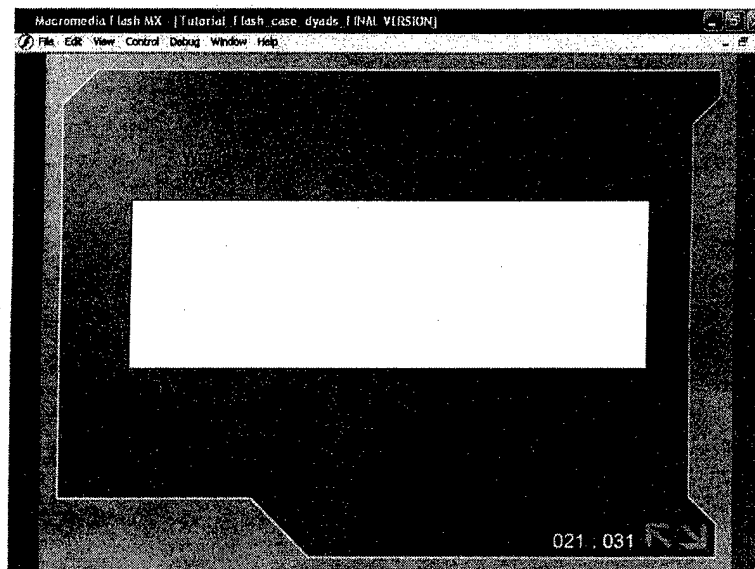 Macromedia Flash MX - [Tutorial_Flash_case_dyads_FINAL VERSION]
File Edit View Control Debug Window Help
021 . 031